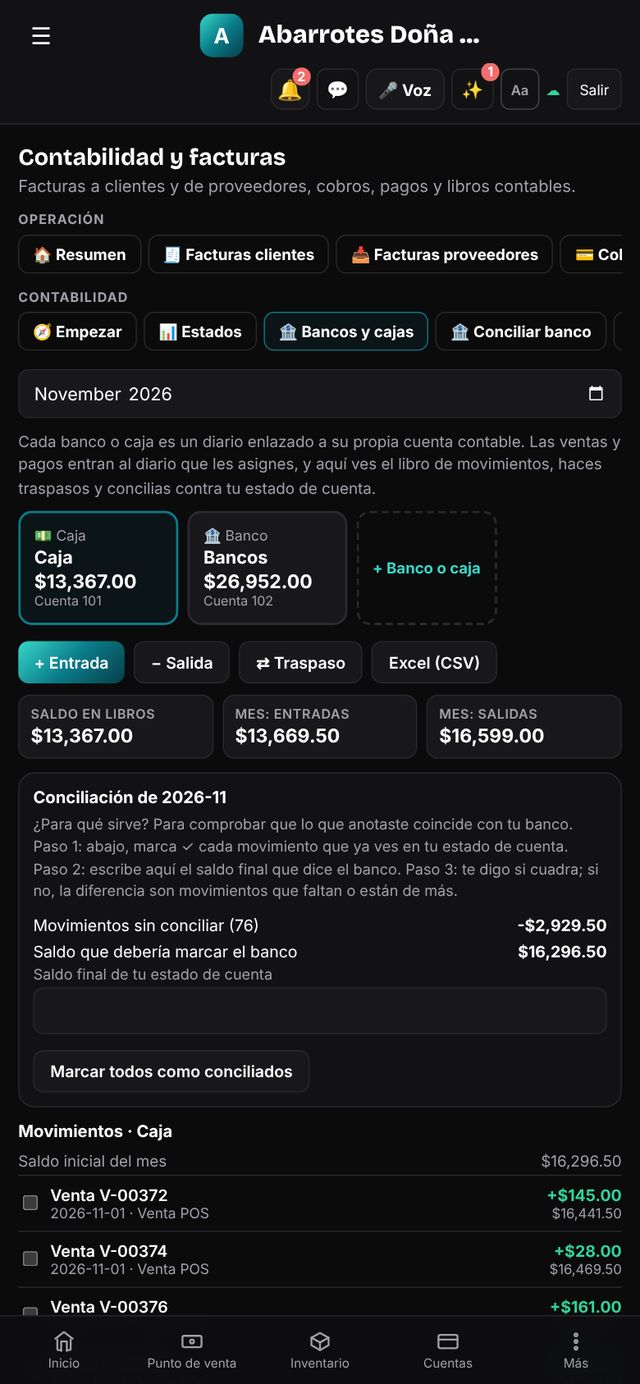 A
Abarrotes Doña ...
2
Voz
1
Aa
Salir
Contabilidad y facturas
Facturas a clientes y de proveedores, cobros, pagos y libros contables.
OPERACIÓN
Resumen
Facturas clientes
Facturas proveedores
Col
CONTABILIDAD
Empezar
Estados
Bancos y cajas
Conciliar banco
November 2026
Cada banco o caja es un diario enlazado a su propia cuenta contable. Las ventas y
pagos entran al diario que les asignes, y aquí ves el libro de movimientos, haces
traspasos y concilias contra tu estado de cuenta.
Caja
Caja
$13,367.00
Cuenta 101
Banco
Bancos
$26,952.00
Cuenta 102
+ Banco o caja
+ Entrada
− Salida
⇄ Traspaso
Excel (CSV)
SALDO EN LIBROS
$13,367.00
MES: ENTRADAS
$13,669.50
MES: SALIDAS
$16,599.00
Conciliación de 2026-11
¿Para qué sirve? Para comprobar que lo que anotaste coincide con tu banco.
Paso 1: abajo, marca ✓ cada movimiento que ya ves en tu estado de cuenta.
Paso 2: escribe aquí el saldo final que dice el banco. Paso 3: te digo si cuadra; si
no, la diferencia son movimientos que faltan o están de más.
Movimientos sin conciliar (76) -$2,929.50
Saldo que debería marcar el banco $16,296.50
Saldo final de tu estado de cuenta
Marcar todos como conciliados
Movimientos · Caja
Saldo inicial del mes $16,296.50
Venta V-00372 +$145.00
2026-11-01 · Venta POS $16,441.50
Venta V-00374 +$28.00
2026-11-01 · Venta POS $16,469.50
Venta V-00376 +$161.00
Inicio
Punto de venta
Inventario
Cuentas
Más